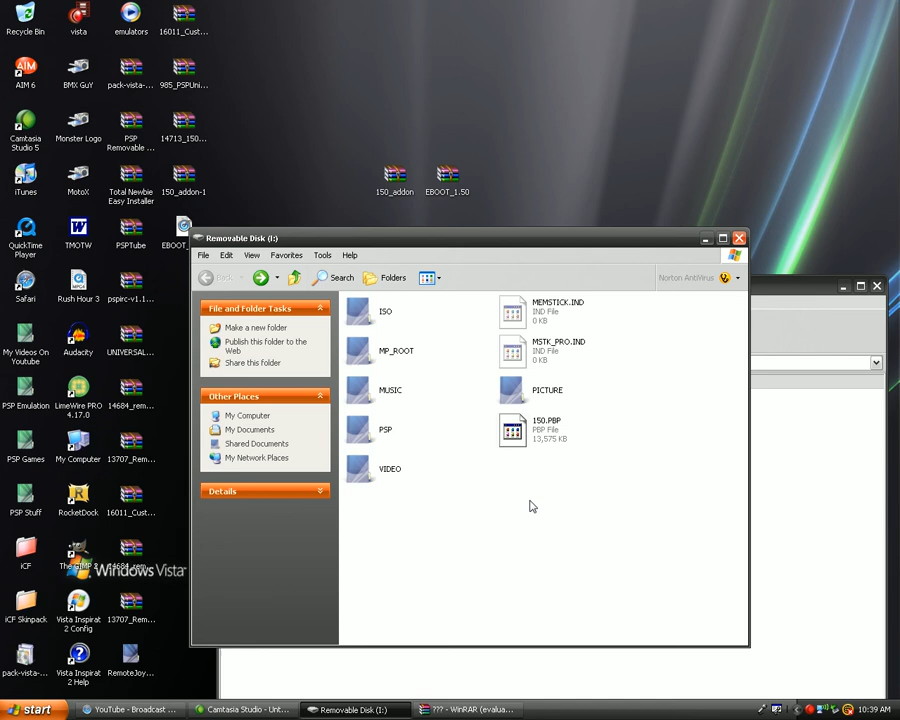 Recycle Bin
vista
emulators
16011_Cust...
AIM 6
BMX GuY
pack-vista-...
985_PSPUni...
Camtasia Studio 5
Monster Logo
PSP Removable ...
14713_150...
iTunes
MotoX
Total Newbie Easy Installer
150_addon-1
QuickTime Player
TMOTW
PSPTube
Safari
Rush Hour 3
pspirc-v1.1...
My Videos On Youtube
Audacity
UNIVERSAL...
PSP Emulation
LimeWire PRO 4.17.0
14684_rem...
PSP Games
My Computer
13707_Rem...
PSP Stuff
RocketDock
16011_Cust...
iCF
Windows Vista
iCF Skinpack
Vista Inspirat 2 Config
13707_Rem...
pack-vista-...
Vista Inspirat 2 Help
RemoteJoy...
150_addon
EBOOT_1.50
Removable Disk (I:)
File Edit View Favorites Tools Help
Back
Search
Folders
Norton AntiVirus
File and Folder Tasks
Make a new folder
Publish this folder to the
Web
Share this folder
Other Places
My Computer
My Documents
Shared Documents
My Network Places
Details
ISO
MP_ROOT
MUSIC
PSP
VIDEO
MEMSTICK.IND
IND File
0 KB
MSTK_PRO.IND
IND File
0 KB
PICTURE
150.PBP
PBP File
13,575 KB
start
YouTube - Broadcast ...
Camtasia Studio - Unt...
Removable Disk (I:)
??? - WinRAR (evalua...
10:39 AM